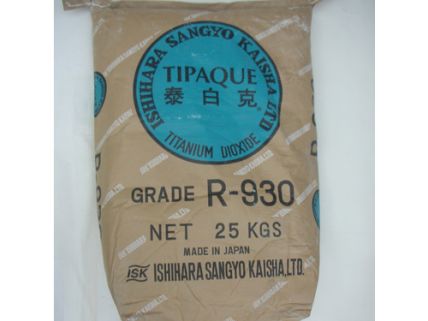 ISHIHARA SANGYO KAISHA, LTD
TIPAQUE
泰白克
TITANIUM DIOXIDE
GRADE R-930
NET 25 KGS
MADE IN JAPAN
ISK ISHIHARA SANGYO KAISHA, LTD.